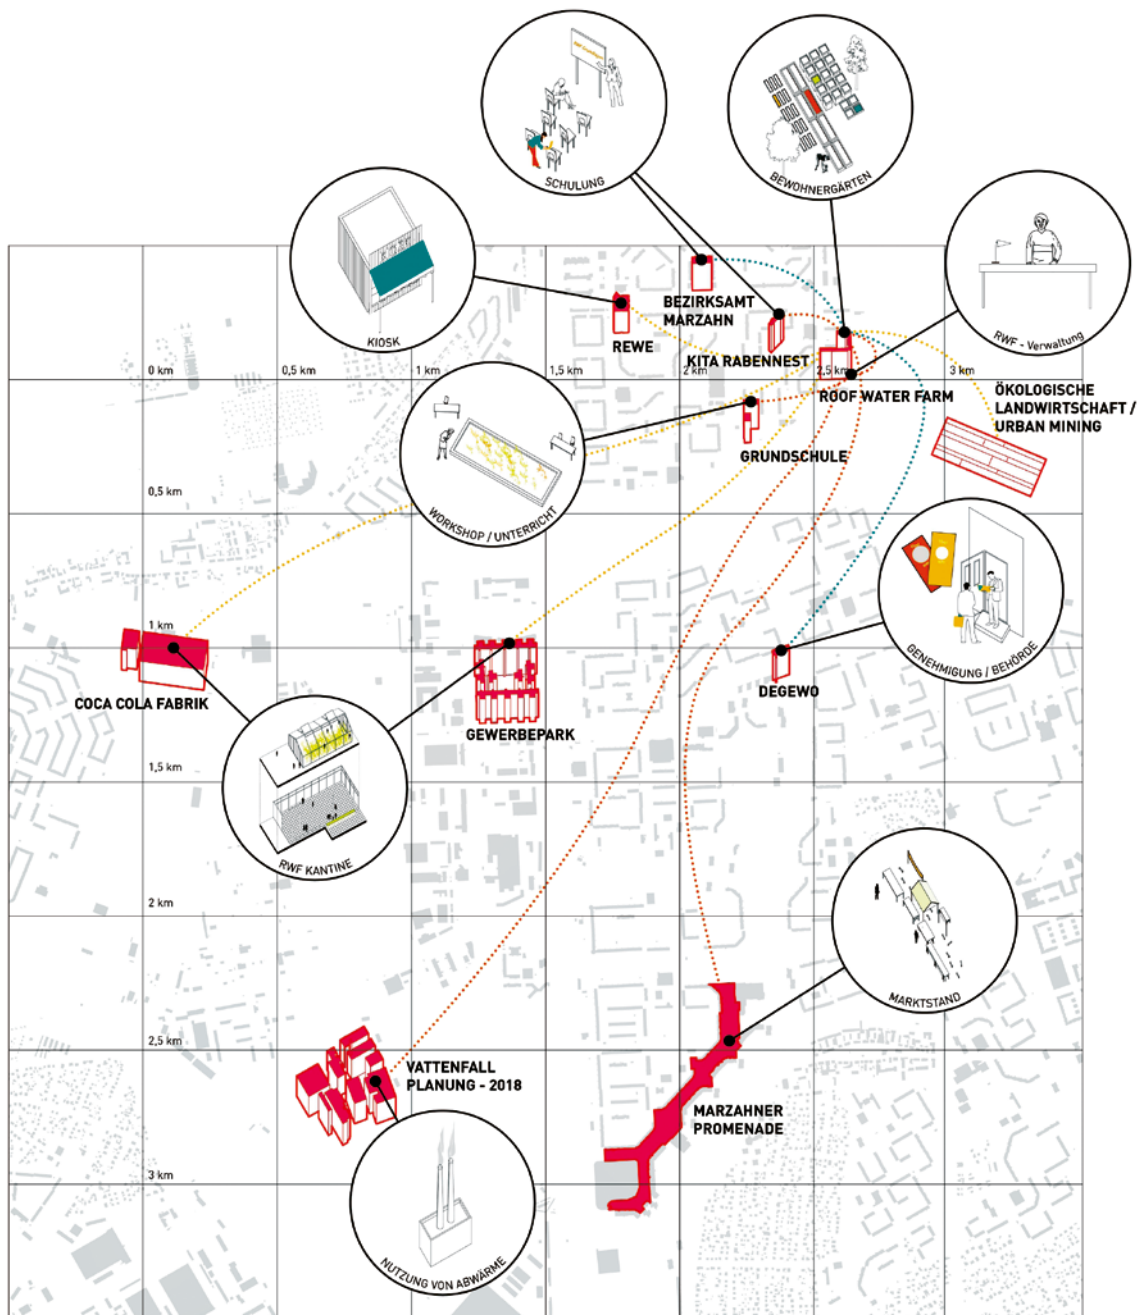 SCHULUNG
BEWOHNERGÄRTEN
KIOSK
RWF - Verwaltung
BEZIRKSAMT
MARZAHN
REWE
KITA RABENNEST
0 km
0,5 km
1 km
1,5 km
2 km
2,5 km
3 km
ROOF WATER FARM
ÖKOLOGISCHE
LANDWIRTSCHAFT /
URBAN MINING
GRUNDSCHULE
0,5 km
WORKSHOP / UNTERRICHT
1 km
GENEHMIGUNG / BEHÖRDE
COCA COLA FABRIK
DEGEWO
GEWERBEPARK
1,5 km
RWF KANTINE
2 km
MARKTSTAND
2,5 km
VATTENFALL
PLANUNG - 2018
MARZAHNER
PROMENADE
3 km
NUTZUNG VON ABWÄRME